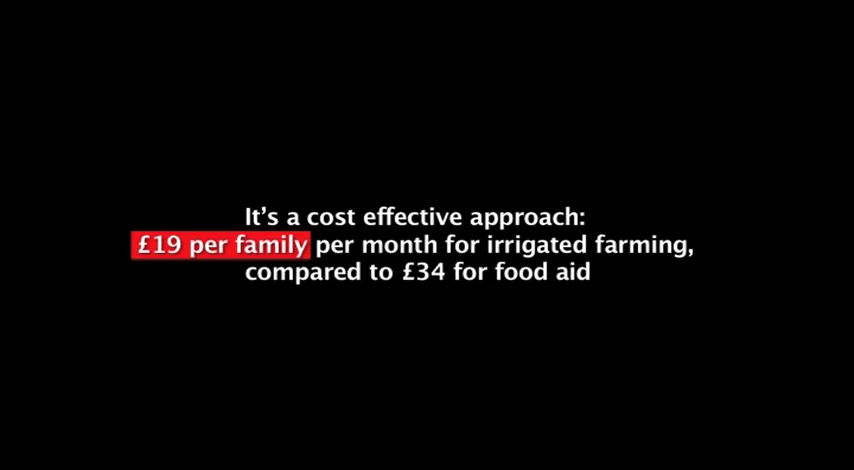 It’s a cost effective approach:
£19 per family per month for irrigated farming,
compared to £34 for food aid